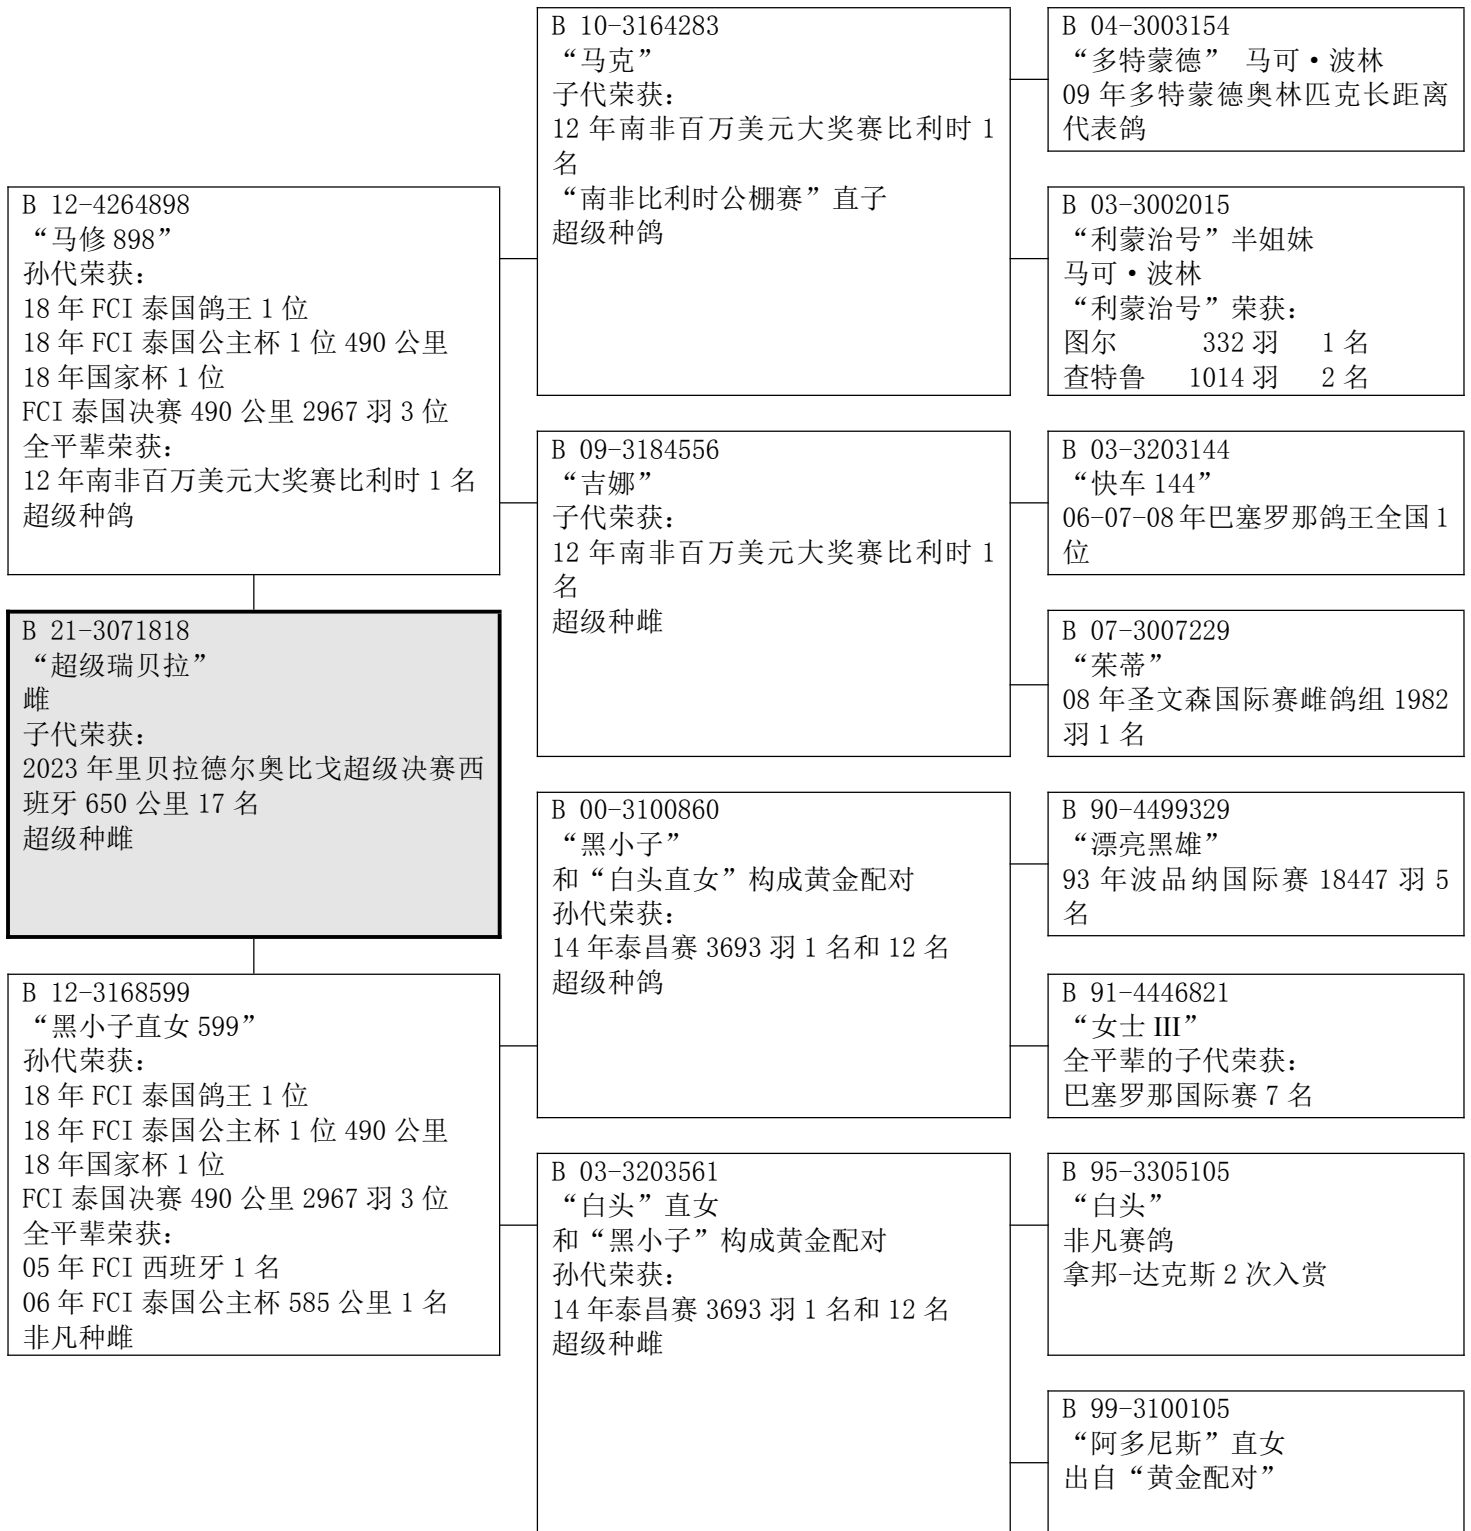 B 12-4264898
“马修 898”
孙代荣获：
18 年 FCI 泰国鸽王 1 位
18 年 FCI 泰国公主杯 1 位 490 公里
18 年国家杯 1 位
FCI 泰国决赛 490 公里 2967 羽 3 位
全平辈荣获：
12 年南非百万美元大奖赛比利时 1 名
超级种鸽
B 21-3071818
“超级瑞贝拉”
雌
子代荣获：
2023 年里贝拉德尔奥比戈超级决赛西
班牙 650 公里 17 名
超级种雌
B 12-3168599
“黑小子直女 599”
孙代荣获：
18 年 FCI 泰国鸽王 1 位
18 年 FCI 泰国公主杯 1 位 490 公里
18 年国家杯 1 位
FCI 泰国决赛 490 公里 2967 羽 3 位
全平辈荣获：
05 年 FCI 西班牙 1 名
06 年 FCI 泰国公主杯 585 公里 1 名
非凡种雌
B 10-3164283
“马克”
子代荣获：
12 年南非百万美元大奖赛比利时 1
名
“南非比利时公棚赛”直子
超级种鸽
B 09-3184556
“吉娜”
子代荣获：
12 年南非百万美元大奖赛比利时 1
名
超级种雌
B 00-3100860
“黑小子”
和“白头直女”构成黄金配对
孙代荣获：
14 年泰昌赛 3693 羽 1 名和 12 名
超级种鸽
B 03-3203561
“白头”直女
和“黑小子”构成黄金配对
孙代荣获：
14 年泰昌赛 3693 羽 1 名和 12 名
超级种雌
B 04-3003154
“多特蒙德” 马可·波林
09 年多特蒙德奥林匹克长距离
代表鸽
B 03-3002015
“利蒙治号”半姐妹
马可·波林
“利蒙治号”荣获：
图尔 332 羽 1 名
查特鲁 1014 羽 2 名
B 03-3203144
“快车 144”
06-07-08 年巴塞罗那鸽王全国 1
位
B 07-3007229
“茱蒂”
08 年圣文森国际赛雌鸽组 1982
羽 1 名
B 90-4499329
“漂亮黑雄”
93 年波品纳国际赛 18447 羽 5
名
B 91-4446821
“女士 III”
全平辈的子代荣获：
巴塞罗那国际赛 7 名
B 95-3305105
“白头”
非凡赛鸽
拿邦-达克斯 2 次入赏
B 99-3100105
“阿多尼斯”直女
出自“黄金配对”